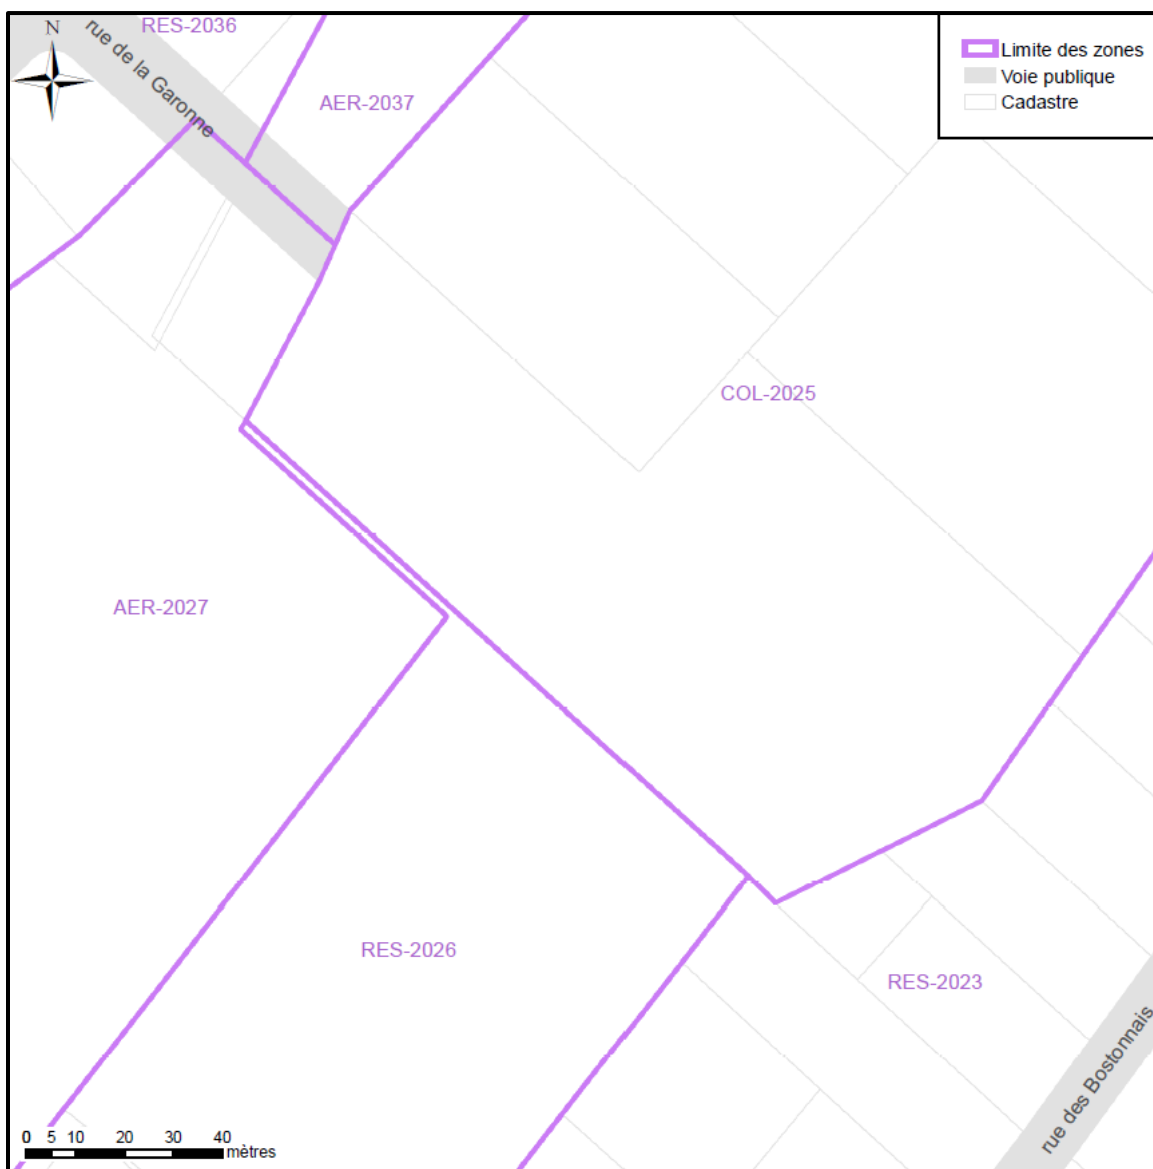 RES-2036
N
rue de la Garonne
AER-2037
Limite des zones
Voie publique
Cadastre
COL-2025
AER-2027
RES-2026
RES-2023
rue des Bostonnais
0 5 10 20 30 40
mètres